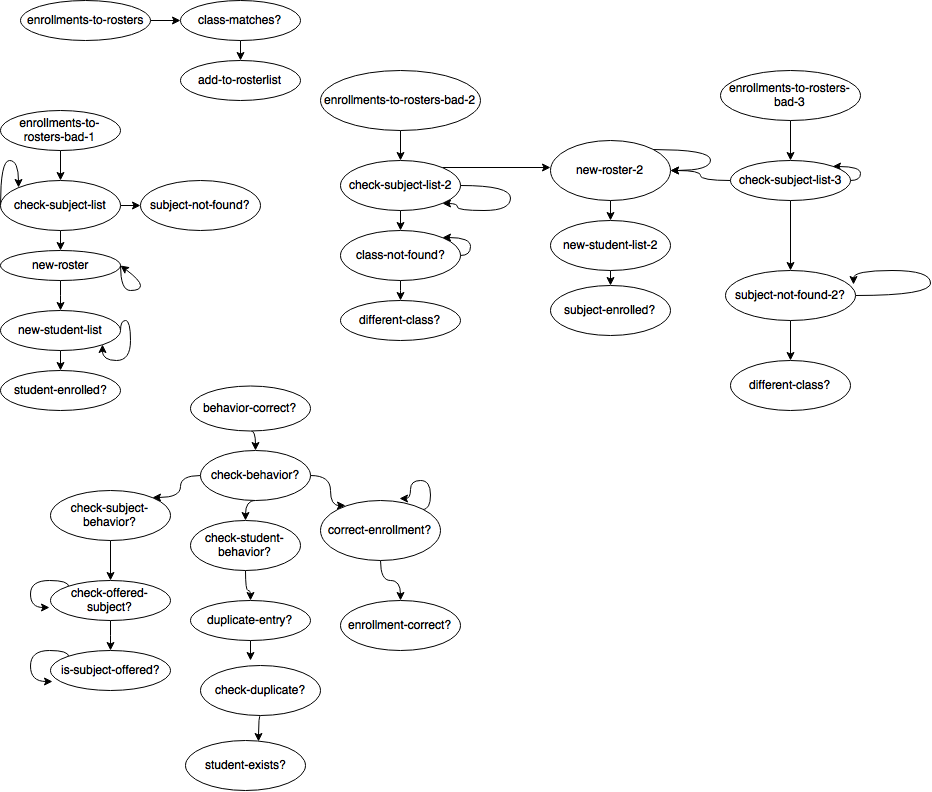 enrollments-to-rosters
class-matches?
add-to-rosterlist
enrollments-to-
rosters-bad-1
check-subject-list
subject-not-found?
new-roster
new-student-list
student-enrolled?
enrollments-to-rosters-bad-2
check-subject-list-2
class-not-found?
different-class?
new-roster-2
new-student-list-2
subject-enrolled?
enrollments-to-rosters-
bad-3
check-subject-list-3
subject-not-found-2?
different-class?
behavior-correct?
check-behavior?
check-subject-
behavior?
check-offered-
subject?
is-subject-offered?
check-student-
behavior?
duplicate-entry?
check-duplicate?
student-exists?
correct-enrollment?
enrollment-correct?